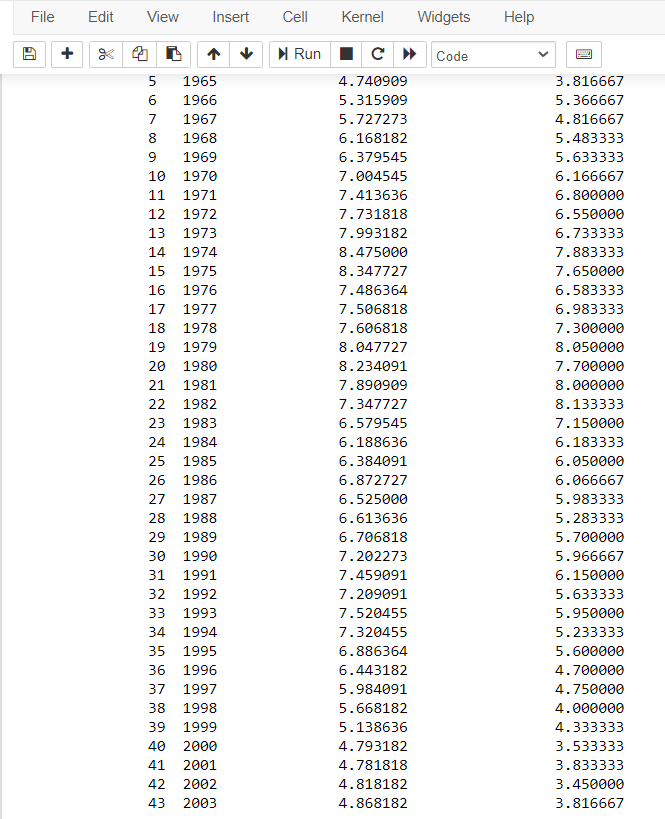 File Edit View Insert Cell Kernel Widgets Help
Run Code
5 1965 4.740909 3.816667
6 1966 5.315909 5.366667
7 1967 5.727273 4.816667
8 1968 6.168182 5.483333
9 1969 6.379545 5.633333
10 1970 7.004545 6.166667
11 1971 7.413636 6.800000
12 1972 7.731818 6.550000
13 1973 7.993182 6.733333
14 1974 8.475000 7.883333
15 1975 8.347727 7.650000
16 1976 7.486364 6.583333
17 1977 7.506818 6.983333
18 1978 7.606818 7.300000
19 1979 8.047727 8.050000
20 1980 8.234091 7.700000
21 1981 7.890909 8.000000
22 1982 7.347727 8.133333
23 1983 6.579545 7.150000
24 1984 6.188636 6.183333
25 1985 6.384091 6.050000
26 1986 6.872727 6.066667
27 1987 6.525000 5.983333
28 1988 6.613636 5.283333
29 1989 6.706818 5.700000
30 1990 7.202273 5.966667
31 1991 7.459091 6.150000
32 1992 7.209091 5.633333
33 1993 7.520455 5.950000
34 1994 7.320455 5.233333
35 1995 6.886364 5.600000
36 1996 6.443182 4.700000
37 1997 5.984091 4.750000
38 1998 5.668182 4.000000
39 1999 5.138636 4.333333
40 2000 4.793182 3.533333
41 2001 4.781818 3.833333
42 2002 4.818182 3.450000
43 2003 4.868182 3.816667